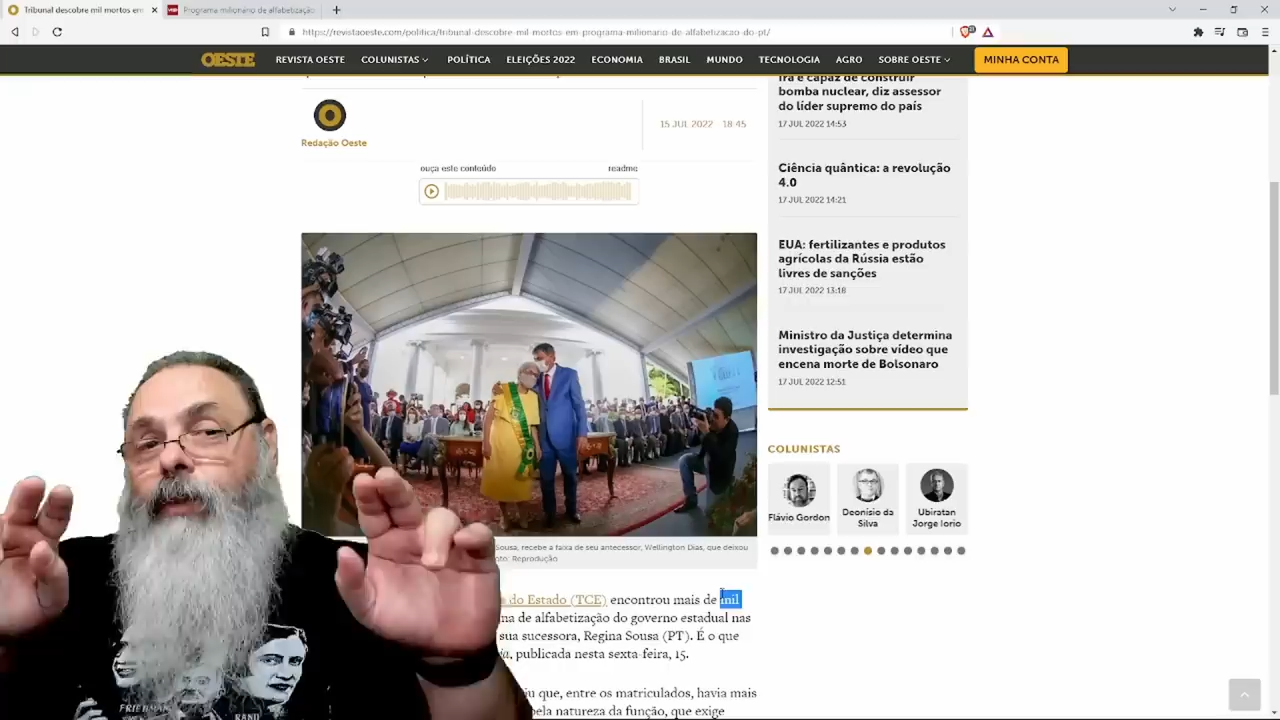 Tribunal descobre mil mortos em
Programa milionário de alfabetização
https://revistaoeste.com/politica/tribunal-descobre-mil-mortos-em-programa-milionario-de-alfabetizacao-do-pt/
OESTE
REVISTA OESTE
COLUNISTAS
POLÍTICA
ELEIÇÕES 2022
ECONOMIA
BRASIL
MUNDO
TECNOLOGIA
AGRO
SOBRE OESTE
MINHA CONTA
Redação Oeste
15 JUL 2022 - 18:45
ouça este conteúdo
readme
Sousa, recebe a faixa de seu antecessor, Wellington Dias, que deixou
Reprodução
do Estado (TCE) encontrou mais de mil
de alfabetização do governo estadual nas
sua sucessora, Regina Sousa (PT). É o que
publicada nesta sexta-feira, 15.
que, entre os matriculados, havia mais
pela natureza da função, que exige
Irã é capaz de construir
bomba nuclear, diz assessor
do líder supremo do país
17 JUL 2022 14:53
Ciência quântica: a revolução
4.0
17 JUL 2022 14:21
EUA: fertilizantes e produtos
agrícolas da Rússia estão
livres de sanções
17 JUL 2022 13:18
Ministro da Justiça determina
investigação sobre vídeo que
encena morte de Bolsonaro
17 JUL 2022 12:51
COLUNISTAS
Flávio Gordon
Deonísio da
Silva
Ubiratan
Jorge Iorio
FRIEDMAN
RAND